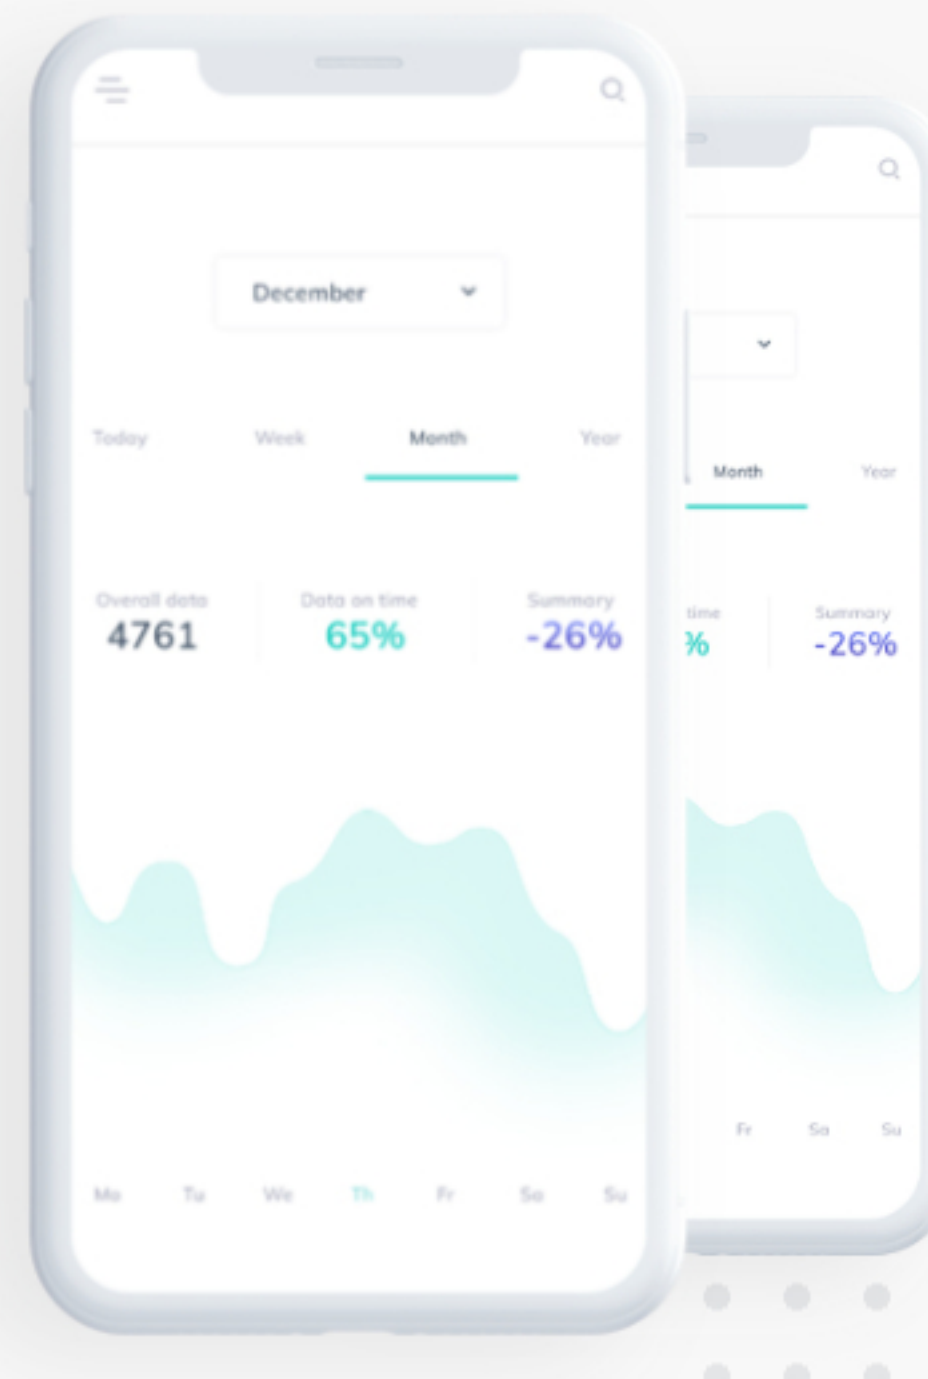 December
Today Week Month Year
Overall data Data on time Summary
4761 65% -26%
Mo Tu We Th Fr Sa Su
Month Year
time Summary
% -26%
Fr Sa Su